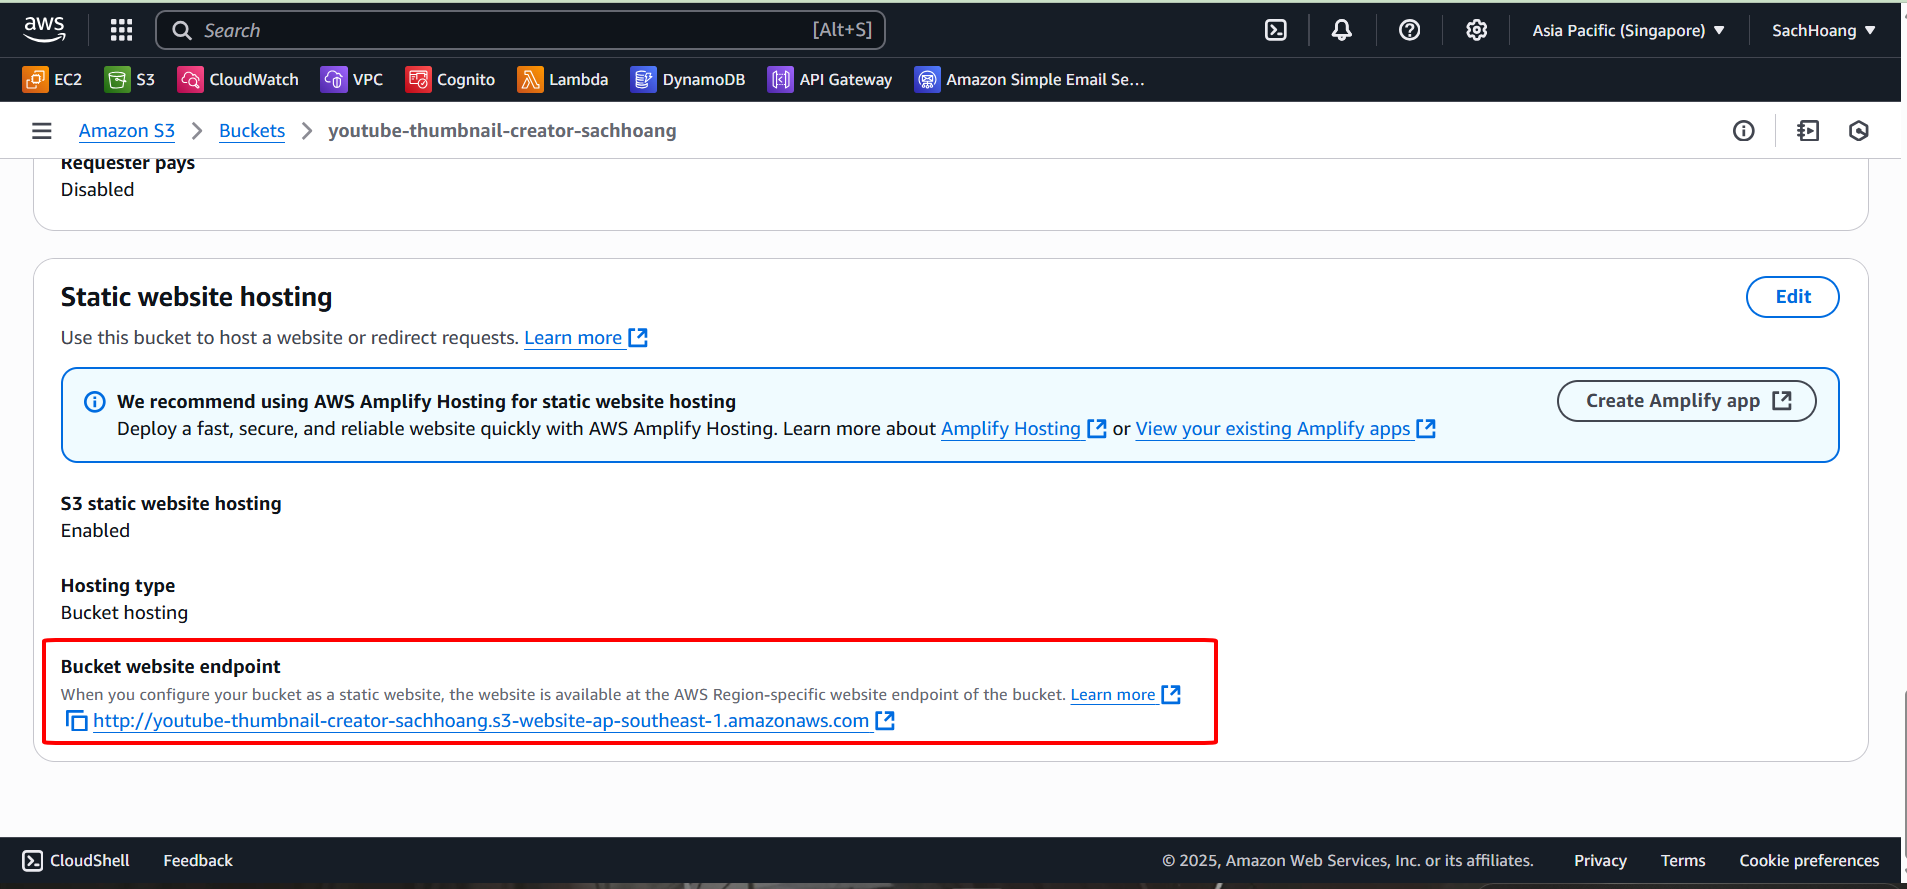 aws
Search [Alt+S]
Asia Pacific (Singapore)
SachHoang
EC2 S3 CloudWatch VPC Cognito Lambda DynamoDB API Gateway Amazon Simple Email Se...
Amazon S3 Buckets youtube-thumbnail-creator-sachhoang
Requester pays
Disabled
Static website hosting
Edit
Use this bucket to host a website or redirect requests. Learn more
We recommend using AWS Amplify Hosting for static website hosting
Create Amplify app
Deploy a fast, secure, and reliable website quickly with AWS Amplify Hosting. Learn more about Amplify Hosting or View your existing Amplify apps
S3 static website hosting
Enabled
Hosting type
Bucket hosting
Bucket website endpoint
When you configure your bucket as a static website, the website is available at the AWS Region-specific website endpoint of the bucket. Learn more
http://youtube-thumbnail-creator-sachhoang.s3-website-ap-southeast-1.amazonaws.com
CloudShell Feedback © 2025, Amazon Web Services, Inc. or its affiliates. Privacy Terms Cookie preferences